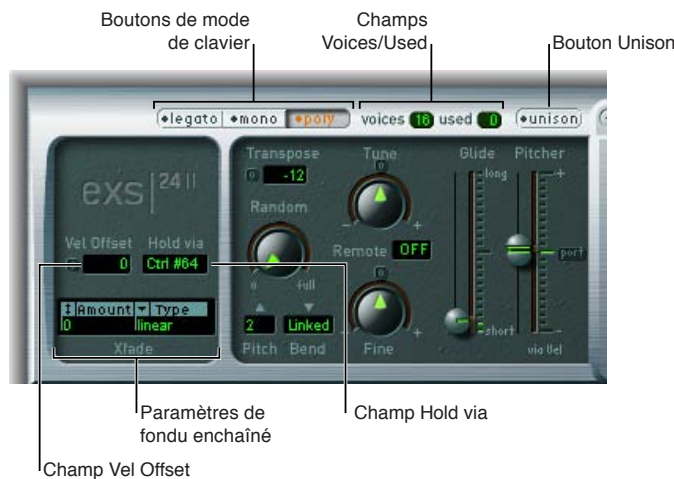 Boutons de mode
de clavier
Champs
Voices/Used
Bouton Unison
legato mono poly voices 16 used 0 unison
exs 24 II
Vel Offset Hold via
0 Ctrl #64
Amount Type
0 linear
Xfade
Transpose Tune Glide Pitcher
0 -12 0 long +
Random
- +
Remote OFF port
0 full 0
2 Linked
Pitch Bend Fine
- + short -
via Vel
Paramètres de
fondu enchaîné
Champ Hold via
Champ Vel Offset